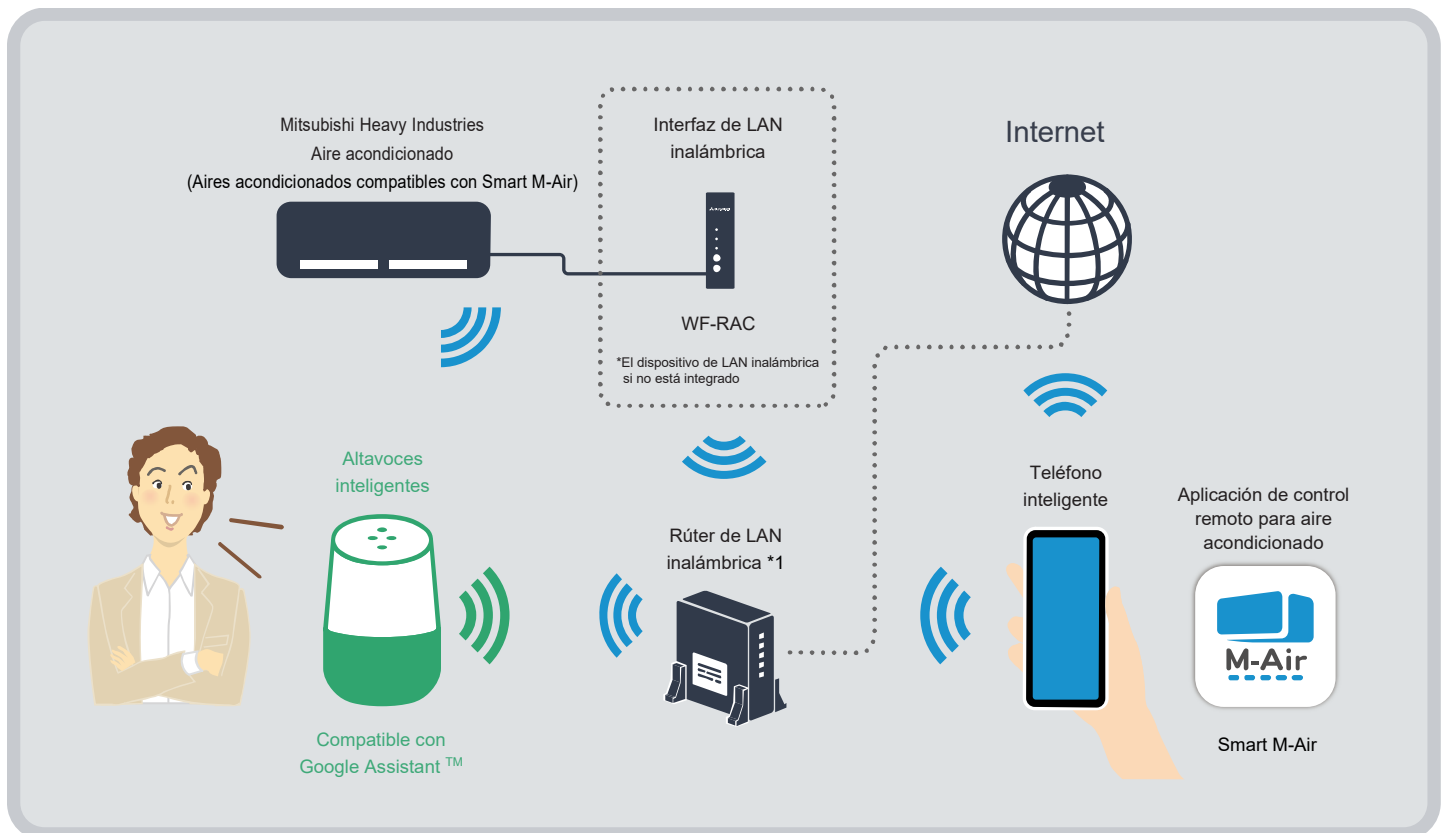 Mitsubishi Heavy Industries
Aire acondicionado
(Aires acondicionados compatibles con Smart M-Air)
Interfaz de LAN
inalámbrica
WF-RAC
*El dispositivo de LAN inalámbrica
si no está integrado
Internet
Altavoces
inteligentes
Compatible con
Google Assistant TM
Rúter de LAN
inalámbrica *1
Teléfono
inteligente
Aplicación de control
remoto para aire
acondicionado
M-Air
Smart M-Air